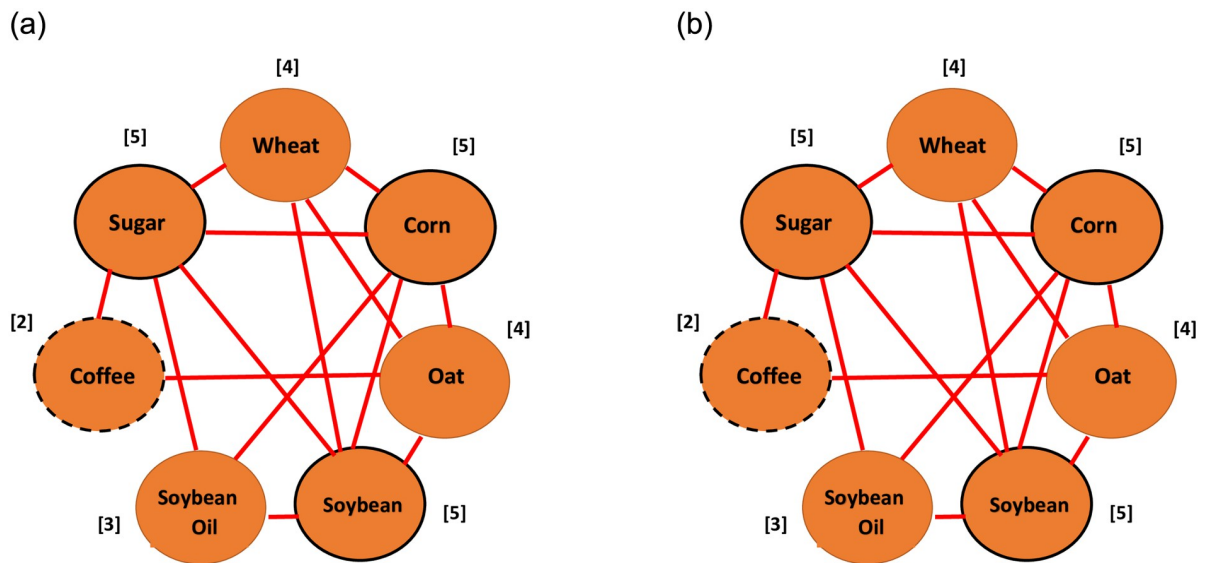 (a)
[4]
Wheat
[5]
Sugar
[5]
Corn
[2]
Coffee
[4]
Oat
Soybean
Oil
[3]
Soybean
[5]
(b)
[4]
Wheat
[5]
Sugar
[5]
Corn
[2]
Coffee
[4]
Oat
Soybean
Oil
[3]
Soybean
[5]